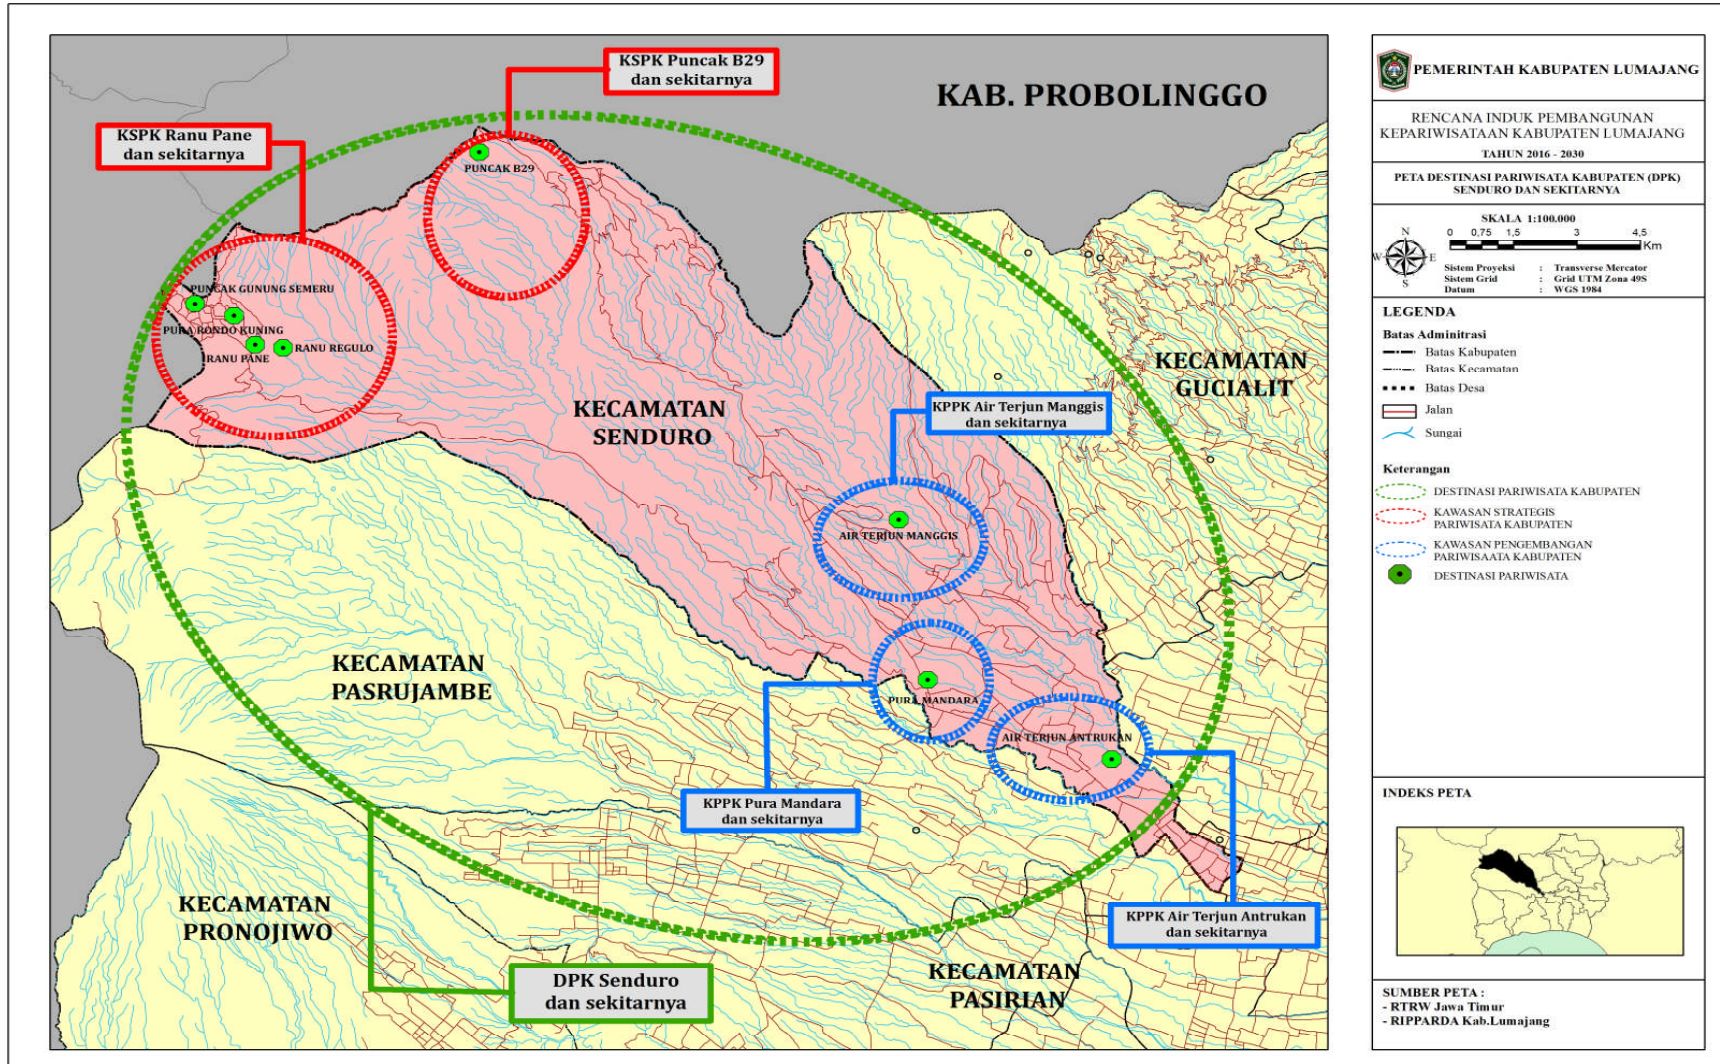 KSPK Puncak B29
dan sekitarnya
KAB. PROBOLINGGO
KSPK Ranu Pane
dan sekitarnya
PUNCAK B29
PUNCAK GUNUNG SEMERU
PURA RONDO KUNING
RANU PANE
RANU REGULO
KECAMATAN
SENDURO
KECAMATAN
GUCIALIT
KPPK Air Terjun Manggis
dan sekitarnya
AIR TERJUN MANGGIS
KECAMATAN
PASRUJAMBE
PURA MANDARA
AIR TERJUN ANTRUKAN
KPPK Pura Mandara
dan sekitarnya
KECAMATAN
PRONOJIWO
KPPK Air Terjun Antrukan
dan sekitarnya
DPK Senduro
dan sekitarnya
KECAMATAN
PASIRIAN
PEMERINTAH KABUPATEN LUMAJANG
RENCANA INDUK PEMBANGUNAN
KEPARIWISATAAN KABUPATEN LUMAJANG
TAHUN 2016 - 2030
PETA DESTINASI PARIWISATA KABUPATEN (DPK)
SENDURO DAN SEKITARNYA
SKALA 1:100.000
N
W E
S
0 0,75 1,5 3 4,5
Km
Sistem Proyeksi : Transverse Mercator
Sistem Grid : Grid UTM Zona 49S
Datum : WGS 1984
LEGENDA
Batas Adminitrasi
Batas Kabupaten
Batas Kecamatan
Batas Desa
Jalan
Sungai
Keterangan
DESTINASI PARIWISATA KABUPATEN
KAWASAN STRATEGIS
PARIWISATA KABUPATEN
KAWASAN PENGEMBANGAN
PARIWISAATA KABUPATEN
DESTINASI PARIWISATA
INDEKS PETA
SUMBER PETA :
- RTRW Jawa Timur
- RIPPARDA Kab.Lumajang